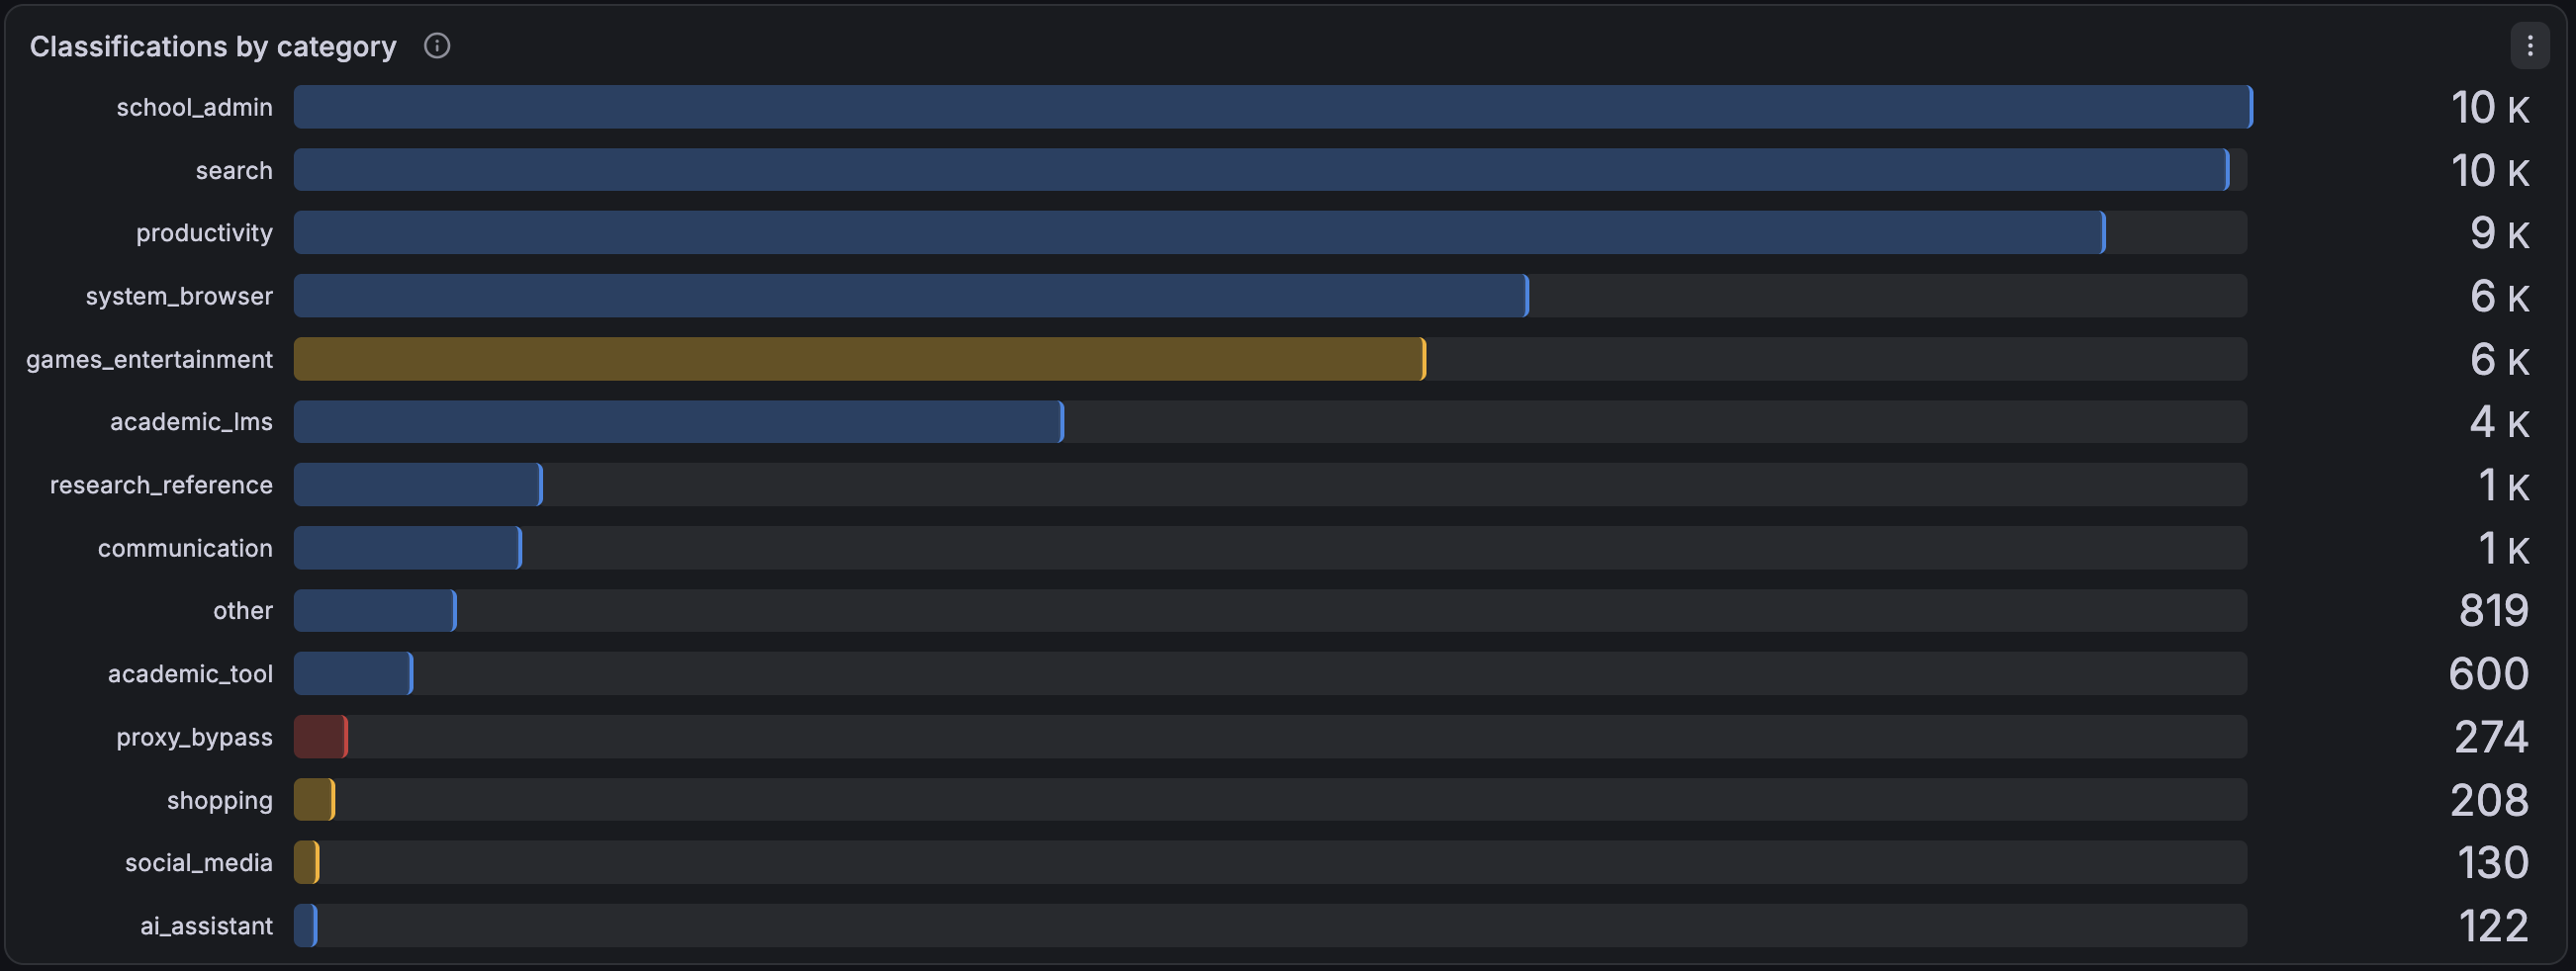 Classifications by category
school_admin 10 K
search 10 K
productivity 9 K
system_browser 6 K
games_entertainment 6 K
academic_lms 4 K
research_reference 1 K
communication 1 K
other 819
academic_tool 600
proxy_bypass 274
shopping 208
social_media 130
ai_assistant 122